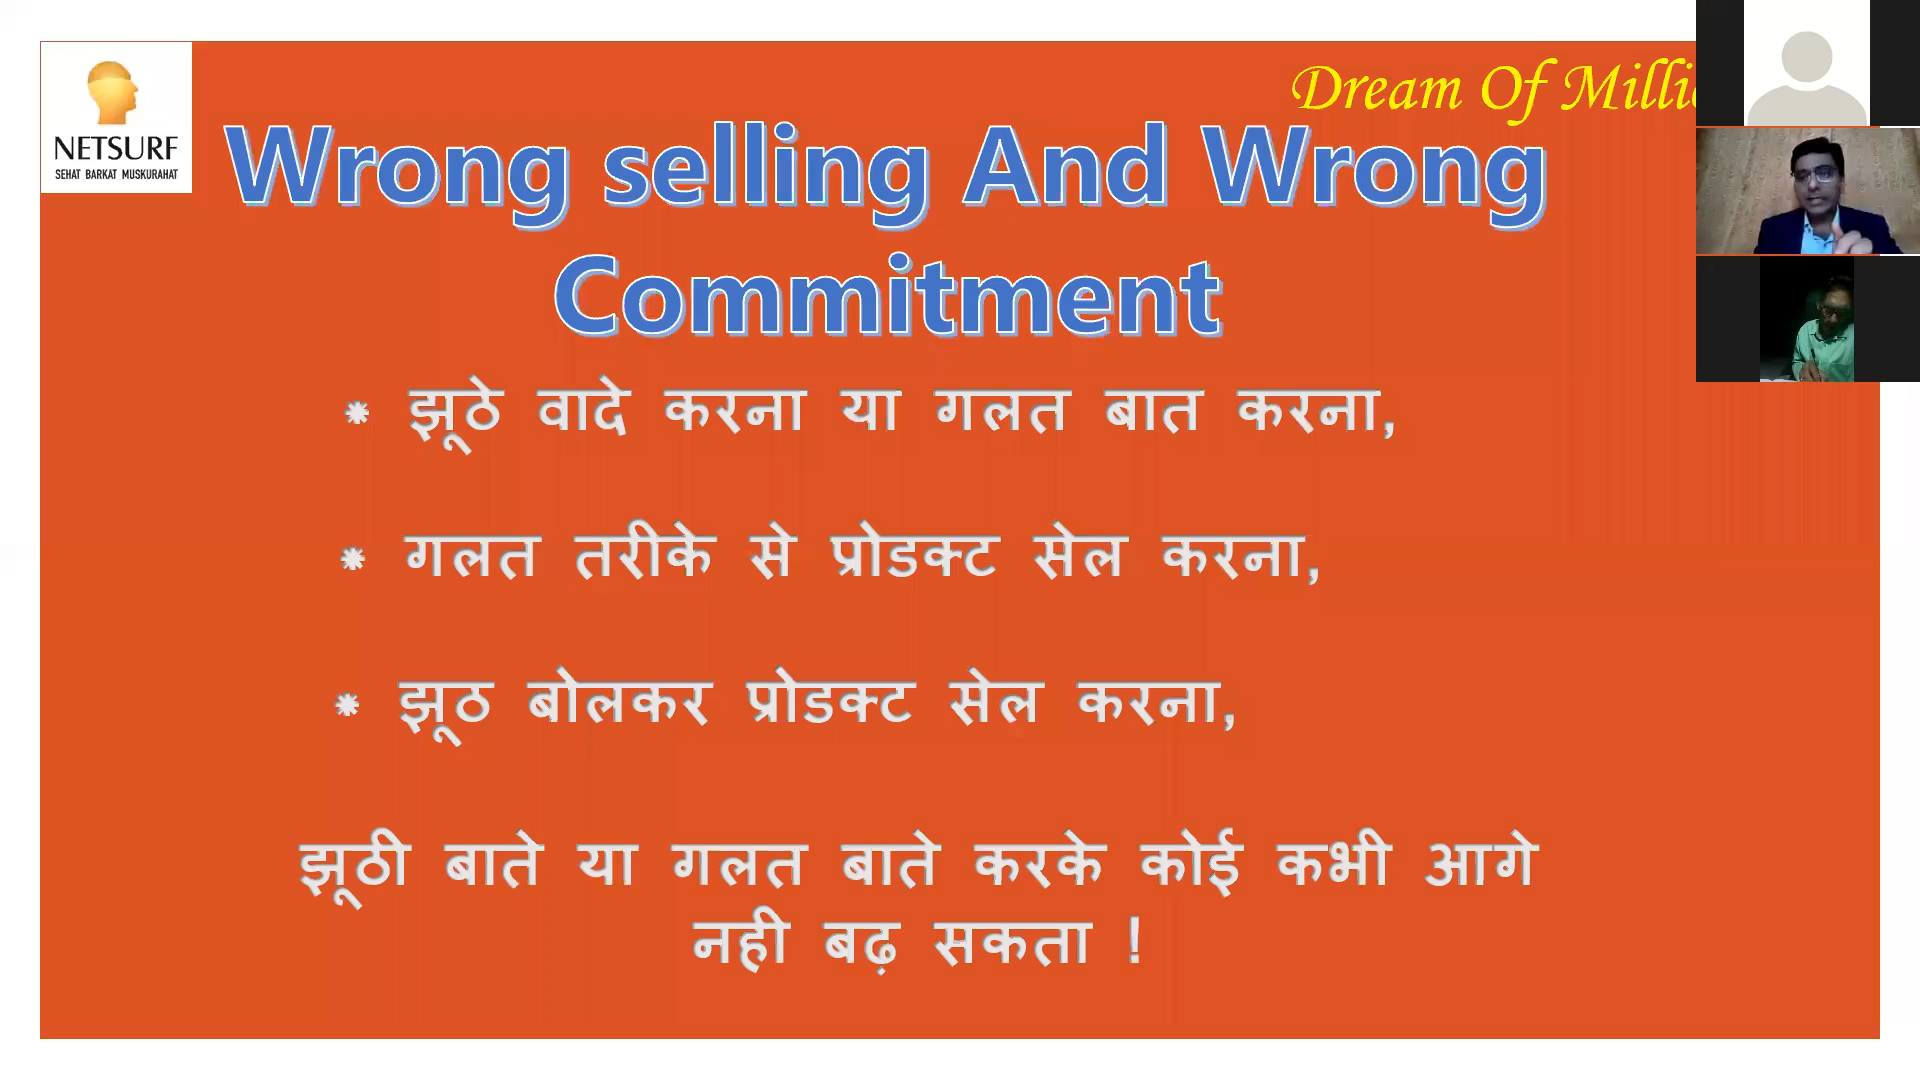 NETSURF
SEHAT BARKAT MUSKURAHAT
Dream Of
Wrong selling And Wrong
Commitment
* झूठे वादे करना या गलत बात करना,
* गलत तरीके से प्रोडक्ट सेल करना,
* झूठ बोलकर प्रोडक्ट सेल करना,
झूठी बाते या गलत बाते करके कोई कभी आगे
नही बढ़ सकता !